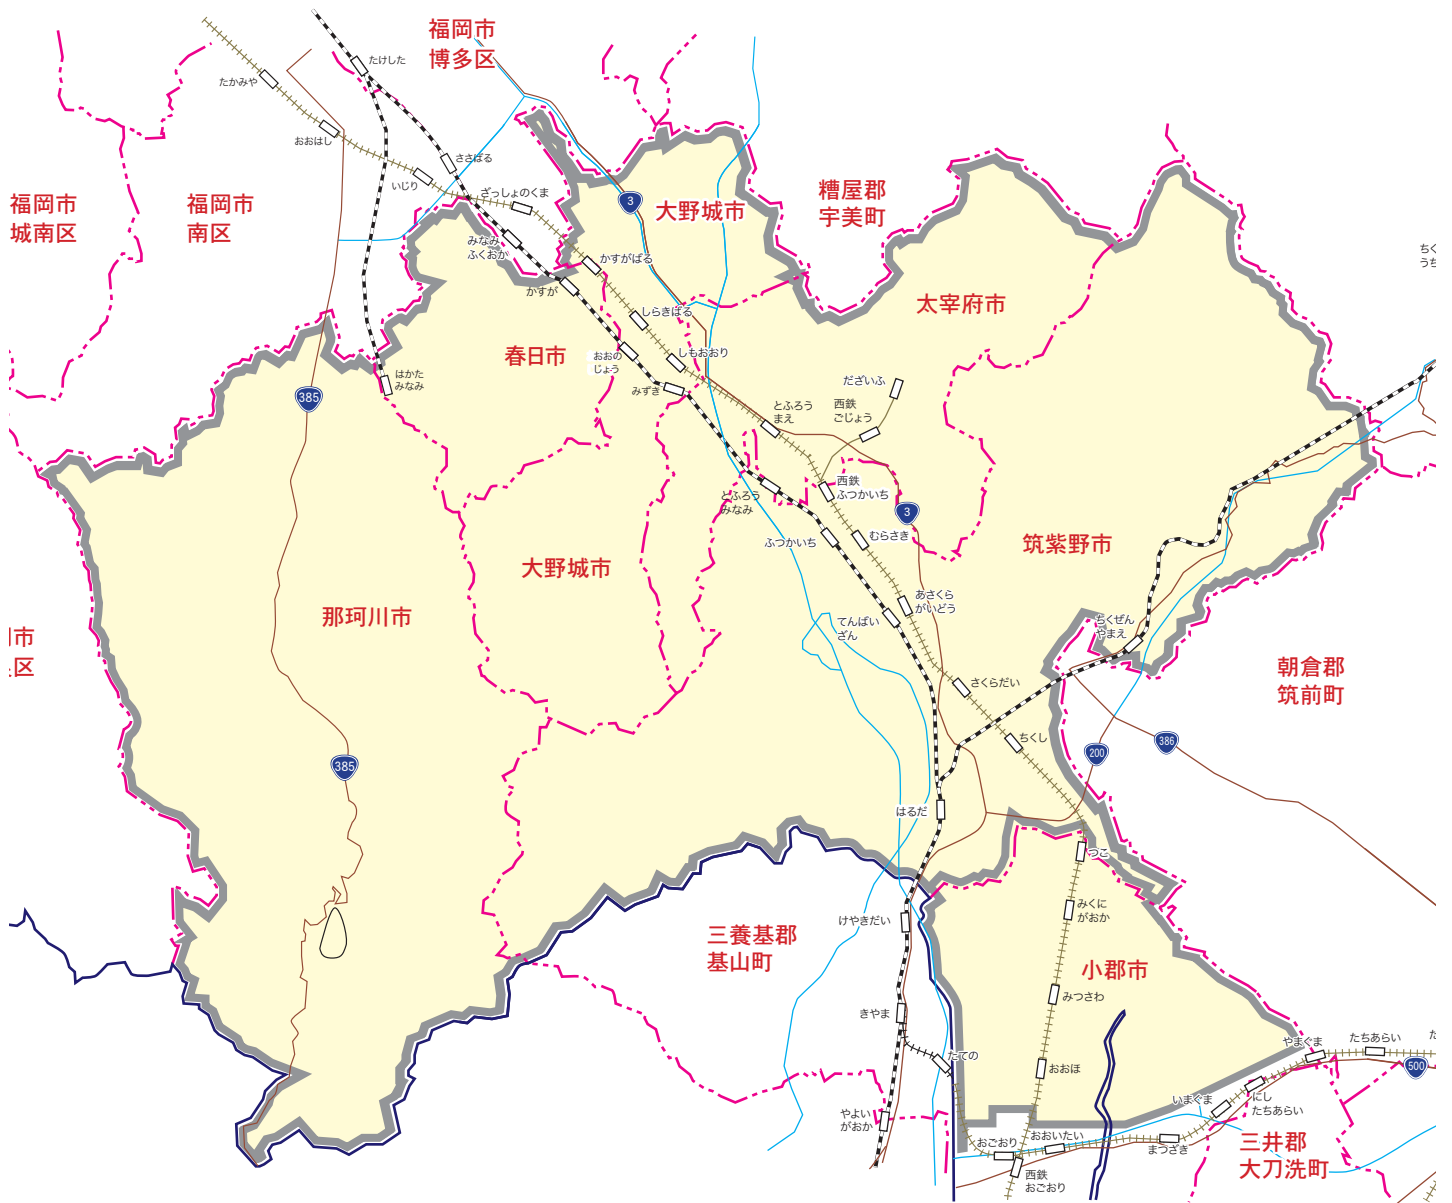 福岡市
博多区
たけした
たかみや
おおはし
ささばる
いじり
ざっしょのくま
福岡市
城南区
福岡市
南区
糟屋郡
宇美町
3
大野城市
みなみ
ふくおか
かすがばる
かすが
ちく
うち
太宰府市
しらきばる
春日市
おおの
じょう
しもおおり
はかた
みなみ
みずき
385
だざいふ
とふろう
まえ
西鉄
ごじょう
西鉄
ふつかいち
とふろう
みなみ
3
ふつかいち
むらさき
筑紫野市
大野城市
あさくら
がいどう
那珂川市
てんぱい
ざん
ちくぜん
やまえ
市
区
朝倉郡
筑前町
さくらだい
ちくし
386
200
385
はるだ
つこ
みくに
がおか
けやきだい
三養基郡
基山町
小郡市
みつさわ
きやま
たての
やまぐま
たちあらい
た
500
おおほ
いまぐま
にし
たちあらい
やよい
がおか
おごおり
おおいたい
まつざき
三井郡
大刀洗町
西鉄
おごおり